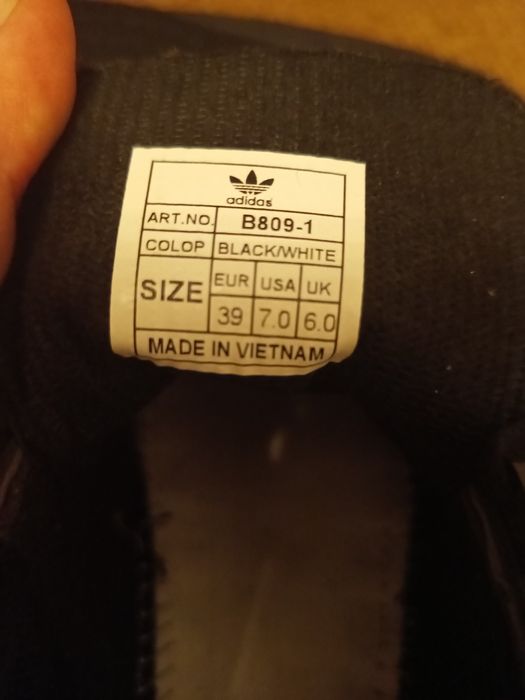 adidas
ART.NO. B809-1
COLOP BLACK/WHITE
SIZE EUR USA UK
39 7.0 6.0
MADE IN VIETNAM